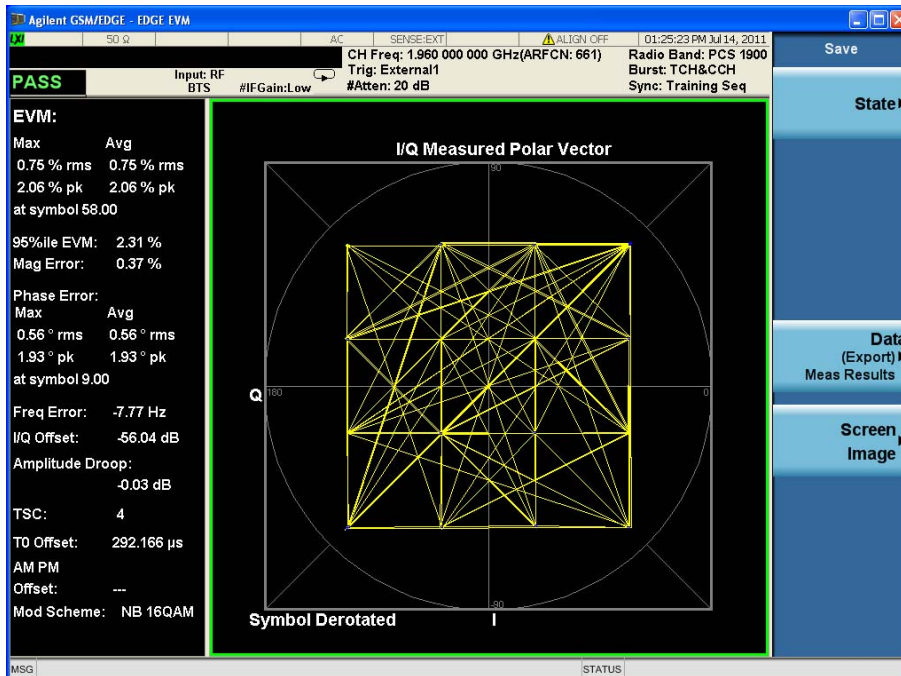 Agilent GSM/EDGE - EDGE EVM
LXI 50 Ω AC SENSE:EXT ALIGN OFF 01:25:23 PM Jul 14, 2011
CH Freq: 1.960 000 000 GHz(ARFCN: 661) Radio Band: PCS 1900
Input: RF Trig: External1 Burst: TCH&CCH
PASS BTS #IFGain:Low #Atten: 20 dB Sync: Training Seq
Save
State
Data
(Export)
Meas Results
Screen
Image
EVM:
Max Avg
0.75 % rms 0.75 % rms
2.06 % pk 2.06 % pk
at symbol 58.00
95%ile EVM: 2.31 %
Mag Error: 0.37 %
Phase Error:
Max Avg
0.56 ° rms 0.56 ° rms
1.93 ° pk 1.93 ° pk
at symbol 9.00
Freq Error: -7.77 Hz
I/Q Offset: -56.04 dB
Amplitude Droop:
-0.03 dB
TSC: 4
T0 Offset: 292.166 µs
AM PM
Offset: ---
Mod Scheme: NB 16QAM
I/Q Measured Polar Vector
90
Q 180 0
-90
Symbol Derotated I
MSG STATUS